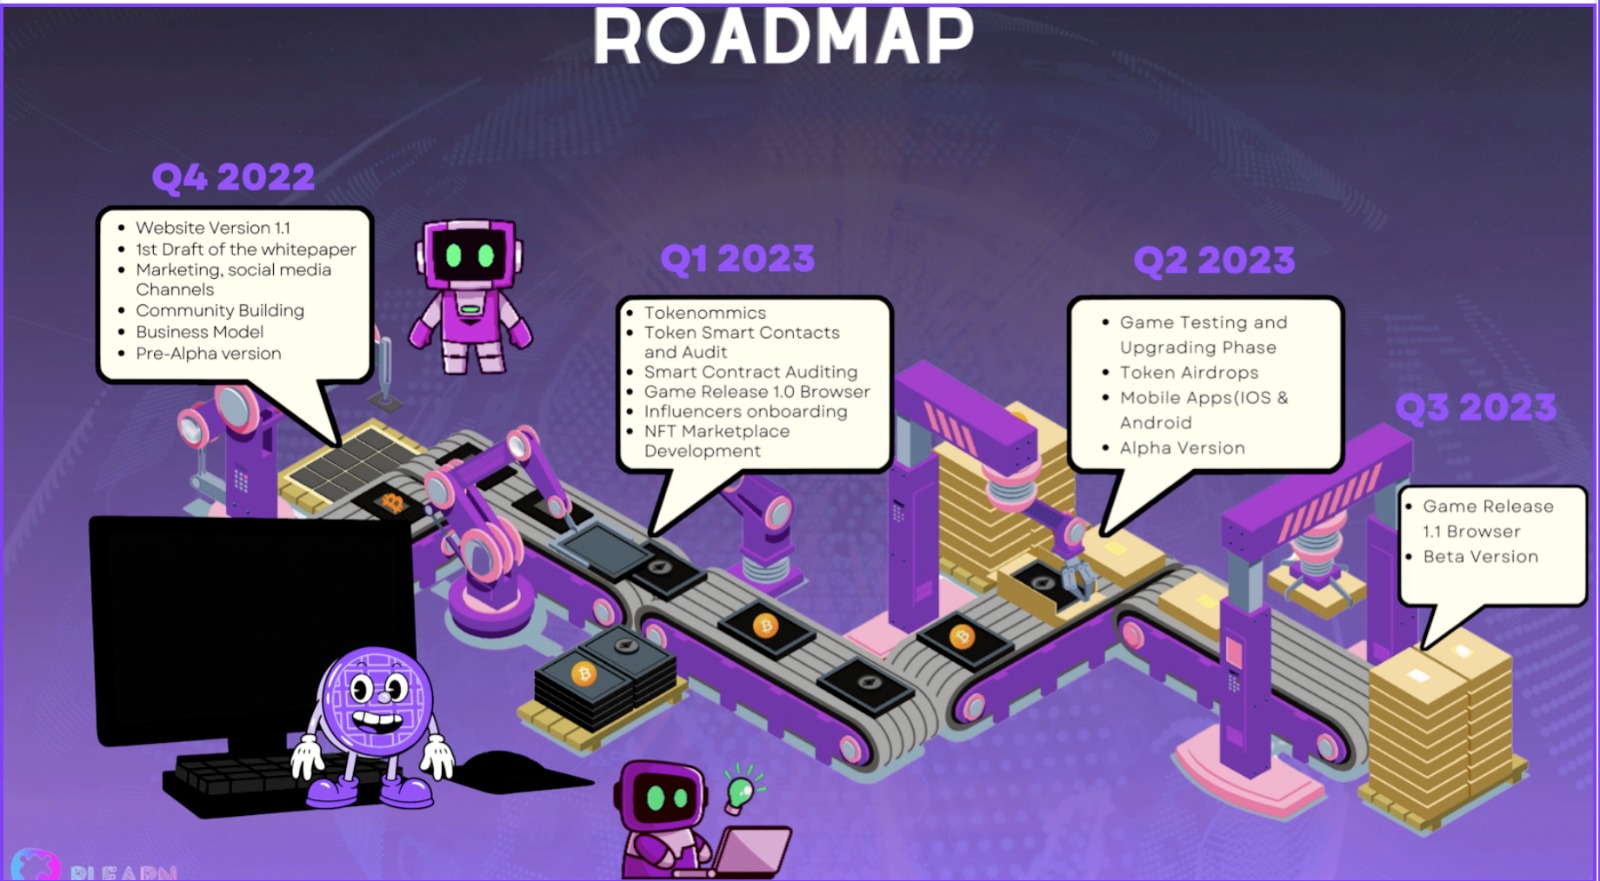 ROADMAP
Q4 2022
Website Version 1.1
1st Draft of the whitepaper
Marketing, social media
Channels
Community Building
Business Model
Pre-Alpha version
Q1 2023
Tokenommics
Token Smart Contacts
and Audit
Smart Contract Auditing
Game Release 1.0 Browser
Influencers onboarding
NFT Marketplace
Development
Q2 2023
Game Testing and
Upgrading Phase
Token Airdrops
Mobile Apps(IOS &
Android
Alpha Version
Q3 2023
Game Release
1.1 Browser
Beta Version